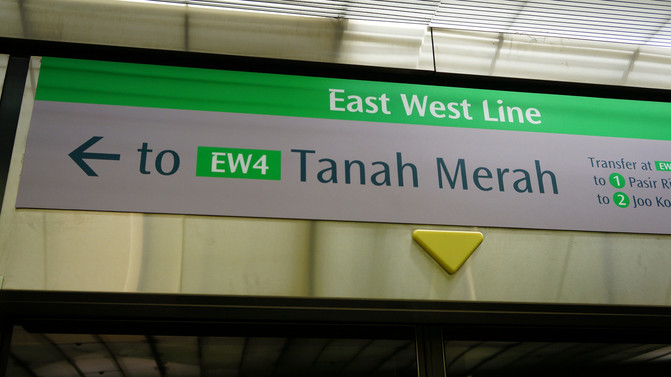 East West Line
← to EW4 Tanah Merah
Transfer at
to 1 Pasir
to 2 Joo